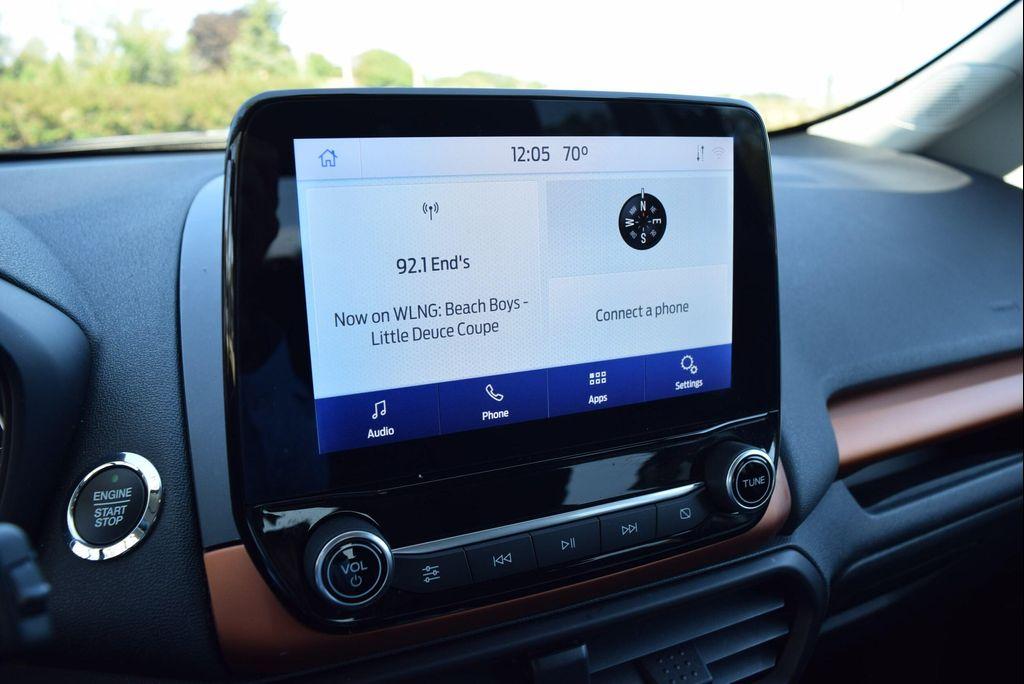 12:05 70°
92.1 End's
Now on WLNG: Beach Boys -
Little Deuce Coupe
N
W E
S
Connect a phone
Audio
Phone
Apps
Settings
ENGINE
START
STOP
VOL
TUNE